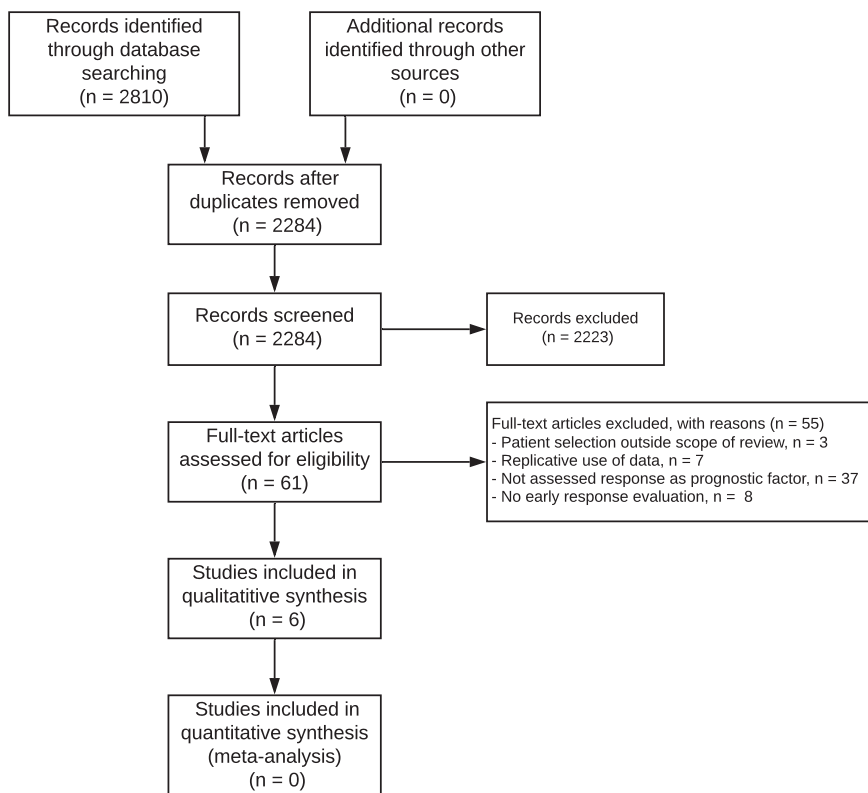 Records identified
through database
searching
(n = 2810)
Additional records
identified through other
sources
(n = 0)
Records after
duplicates removed
(n = 2284)
Records screened
(n = 2284)
Records excluded
(n = 2223)
Full-text articles
assessed for eligibility
(n = 61)
Full-text articles excluded, with reasons (n = 55)
- Patient selection outside scope of review, n = 3
- Replicative use of data, n = 7
- Not assessed response as prognostic factor, n = 37
- No early response evaluation, n =  8
Studies included in
qualitatitive synthesis
(n = 6)
Studies included in
quantitative synthesis
(meta-analysis)
(n = 0)